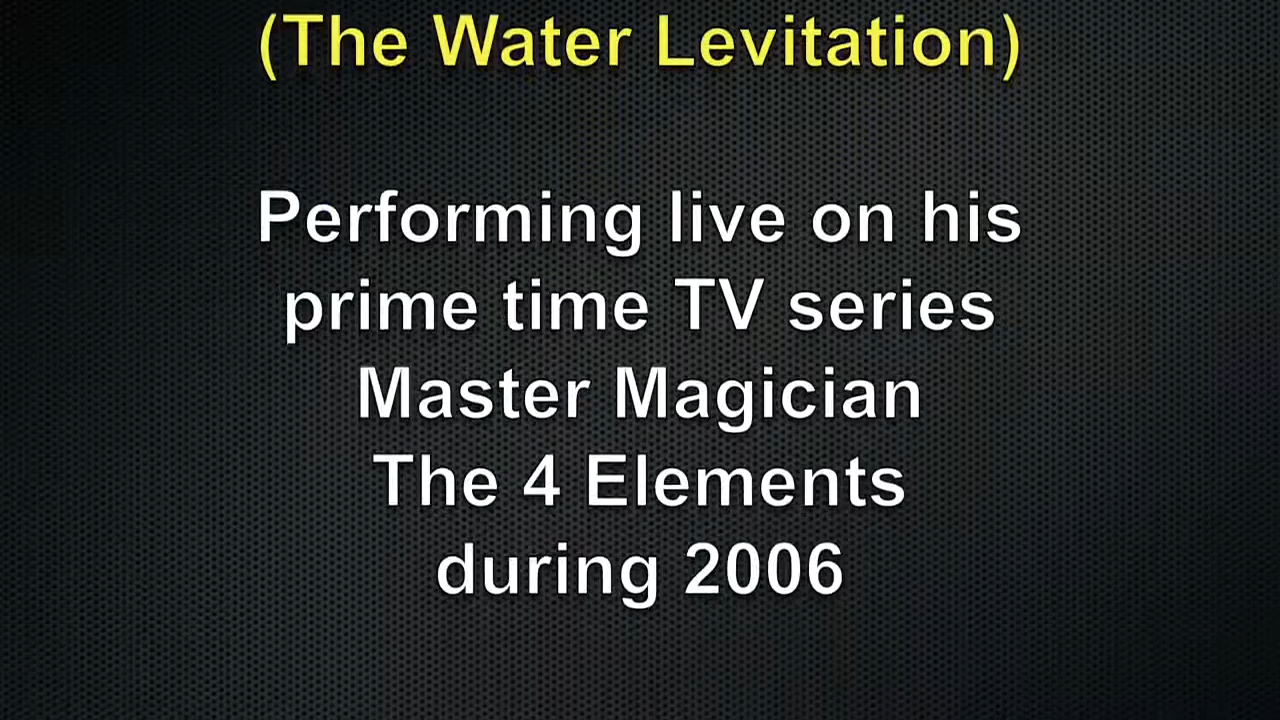 (The Water Levitation)
Performing live on his
prime time TV series
Master Magician
The 4 Elements
during 2006